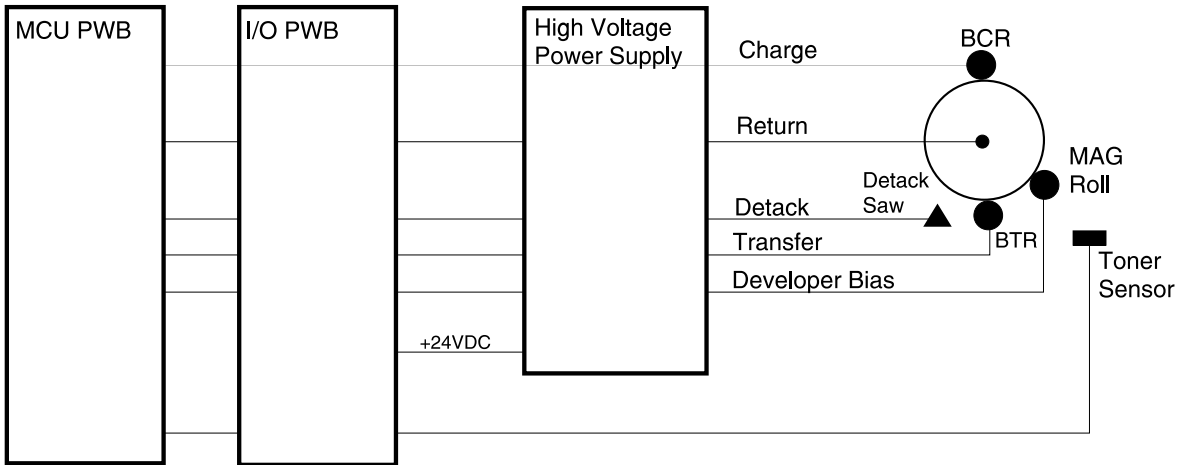 MCU PWB
I/O PWB
High Voltage
Power Supply
Charge
BCR
Return
MAG
Roll
Detack
Saw
Detack
Transfer
BTR
Developer Bias
Toner
Sensor
+24VDC